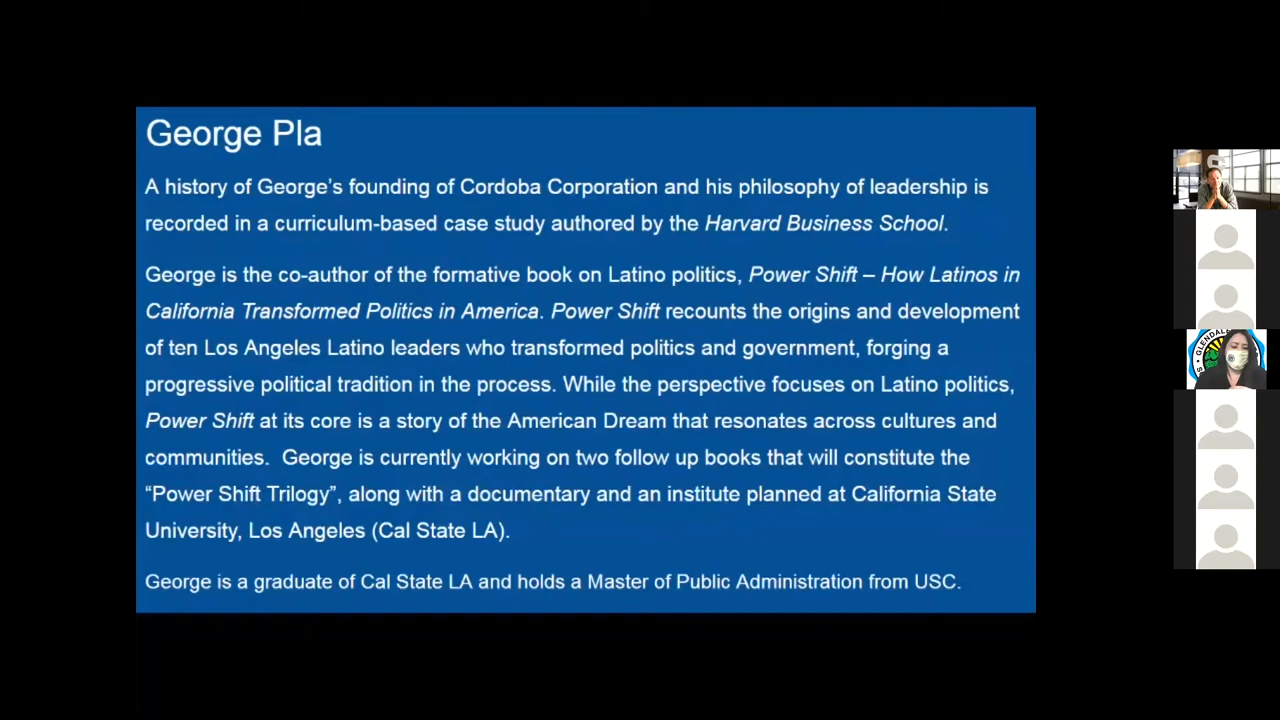 George Pla
A history of George’s founding of Cordoba Corporation and his philosophy of leadership is
recorded in a curriculum-based case study authored by the Harvard Business School.
George is the co-author of the formative book on Latino politics, Power Shift – How Latinos in
California Transformed Politics in America. Power Shift recounts the origins and development
of ten Los Angeles Latino leaders who transformed politics and government, forging a
progressive political tradition in the process. While the perspective focuses on Latino politics,
Power Shift at its core is a story of the American Dream that resonates across cultures and
communities.  George is currently working on two follow up books that will constitute the
“Power Shift Trilogy”, along with a documentary and an institute planned at California State
University, Los Angeles (Cal State LA).
George is a graduate of Cal State LA and holds a Master of Public Administration from USC.